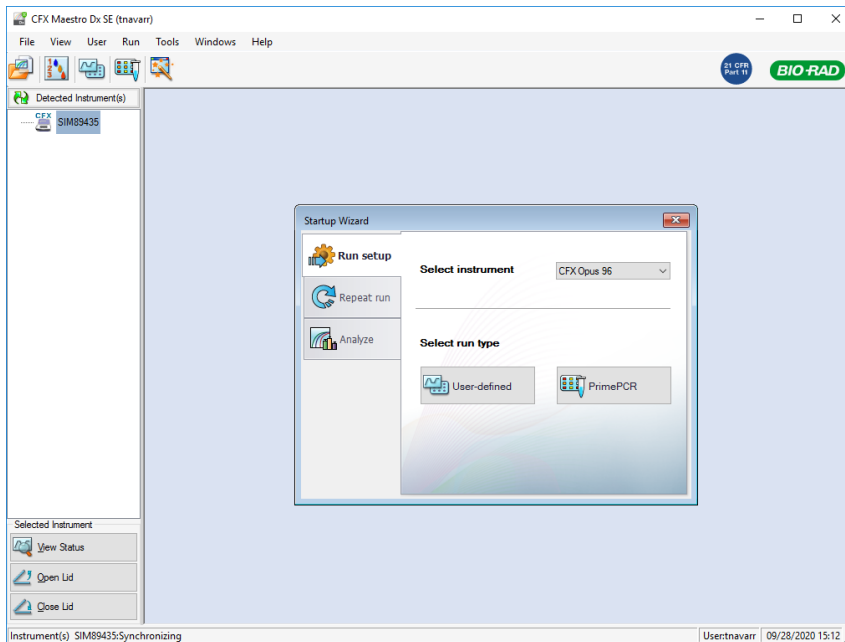 CFX Maestro Dx SE (tnavarr)
File View User Run Tools Windows Help
21 CFR
Part 11
BIO-RAD
Detected Instrument(s)
CFX
SIM89435
Startup Wizard
Run setup
Repeat run
Analyze
Select instrument
CFX Opus 96
Select run type
User-defined
PrimePCR
Selected Instrument
View Status
Open Lid
Close Lid
Instrument(s) SIM89435:Synchronizing
User:tnavarr
09/28/2020 15:12